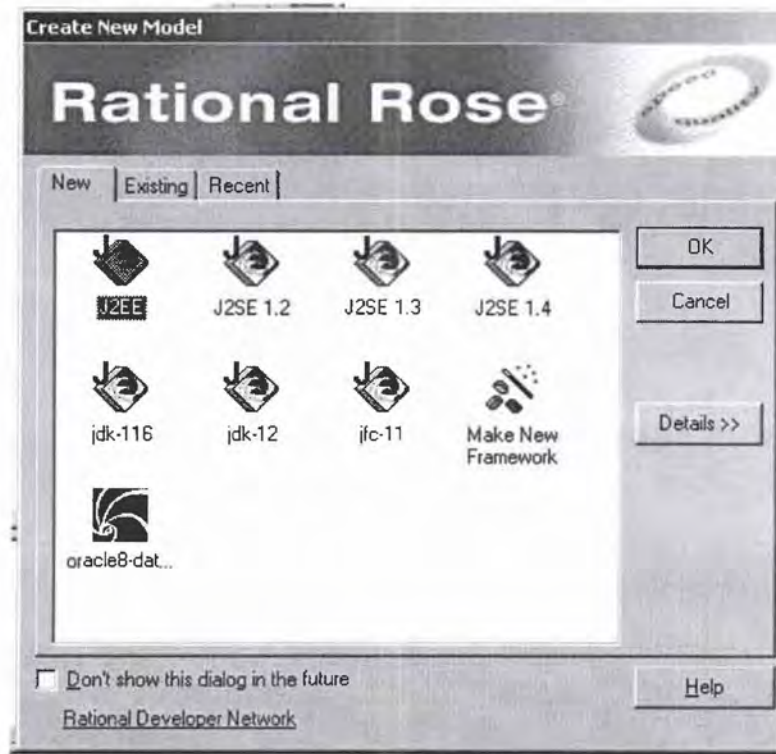 Create New Model
Rational Rose®
speed quality
New Existing Recent
J2EE J2SE 1.2 J2SE 1.3 J2SE 1.4
OK
Cancel
jdk-116 jdk-12 jfc-11 Make New Framework
Details >>
oracle8-dat...
Don't show this dialog in the future
Help
Rational Developer Network